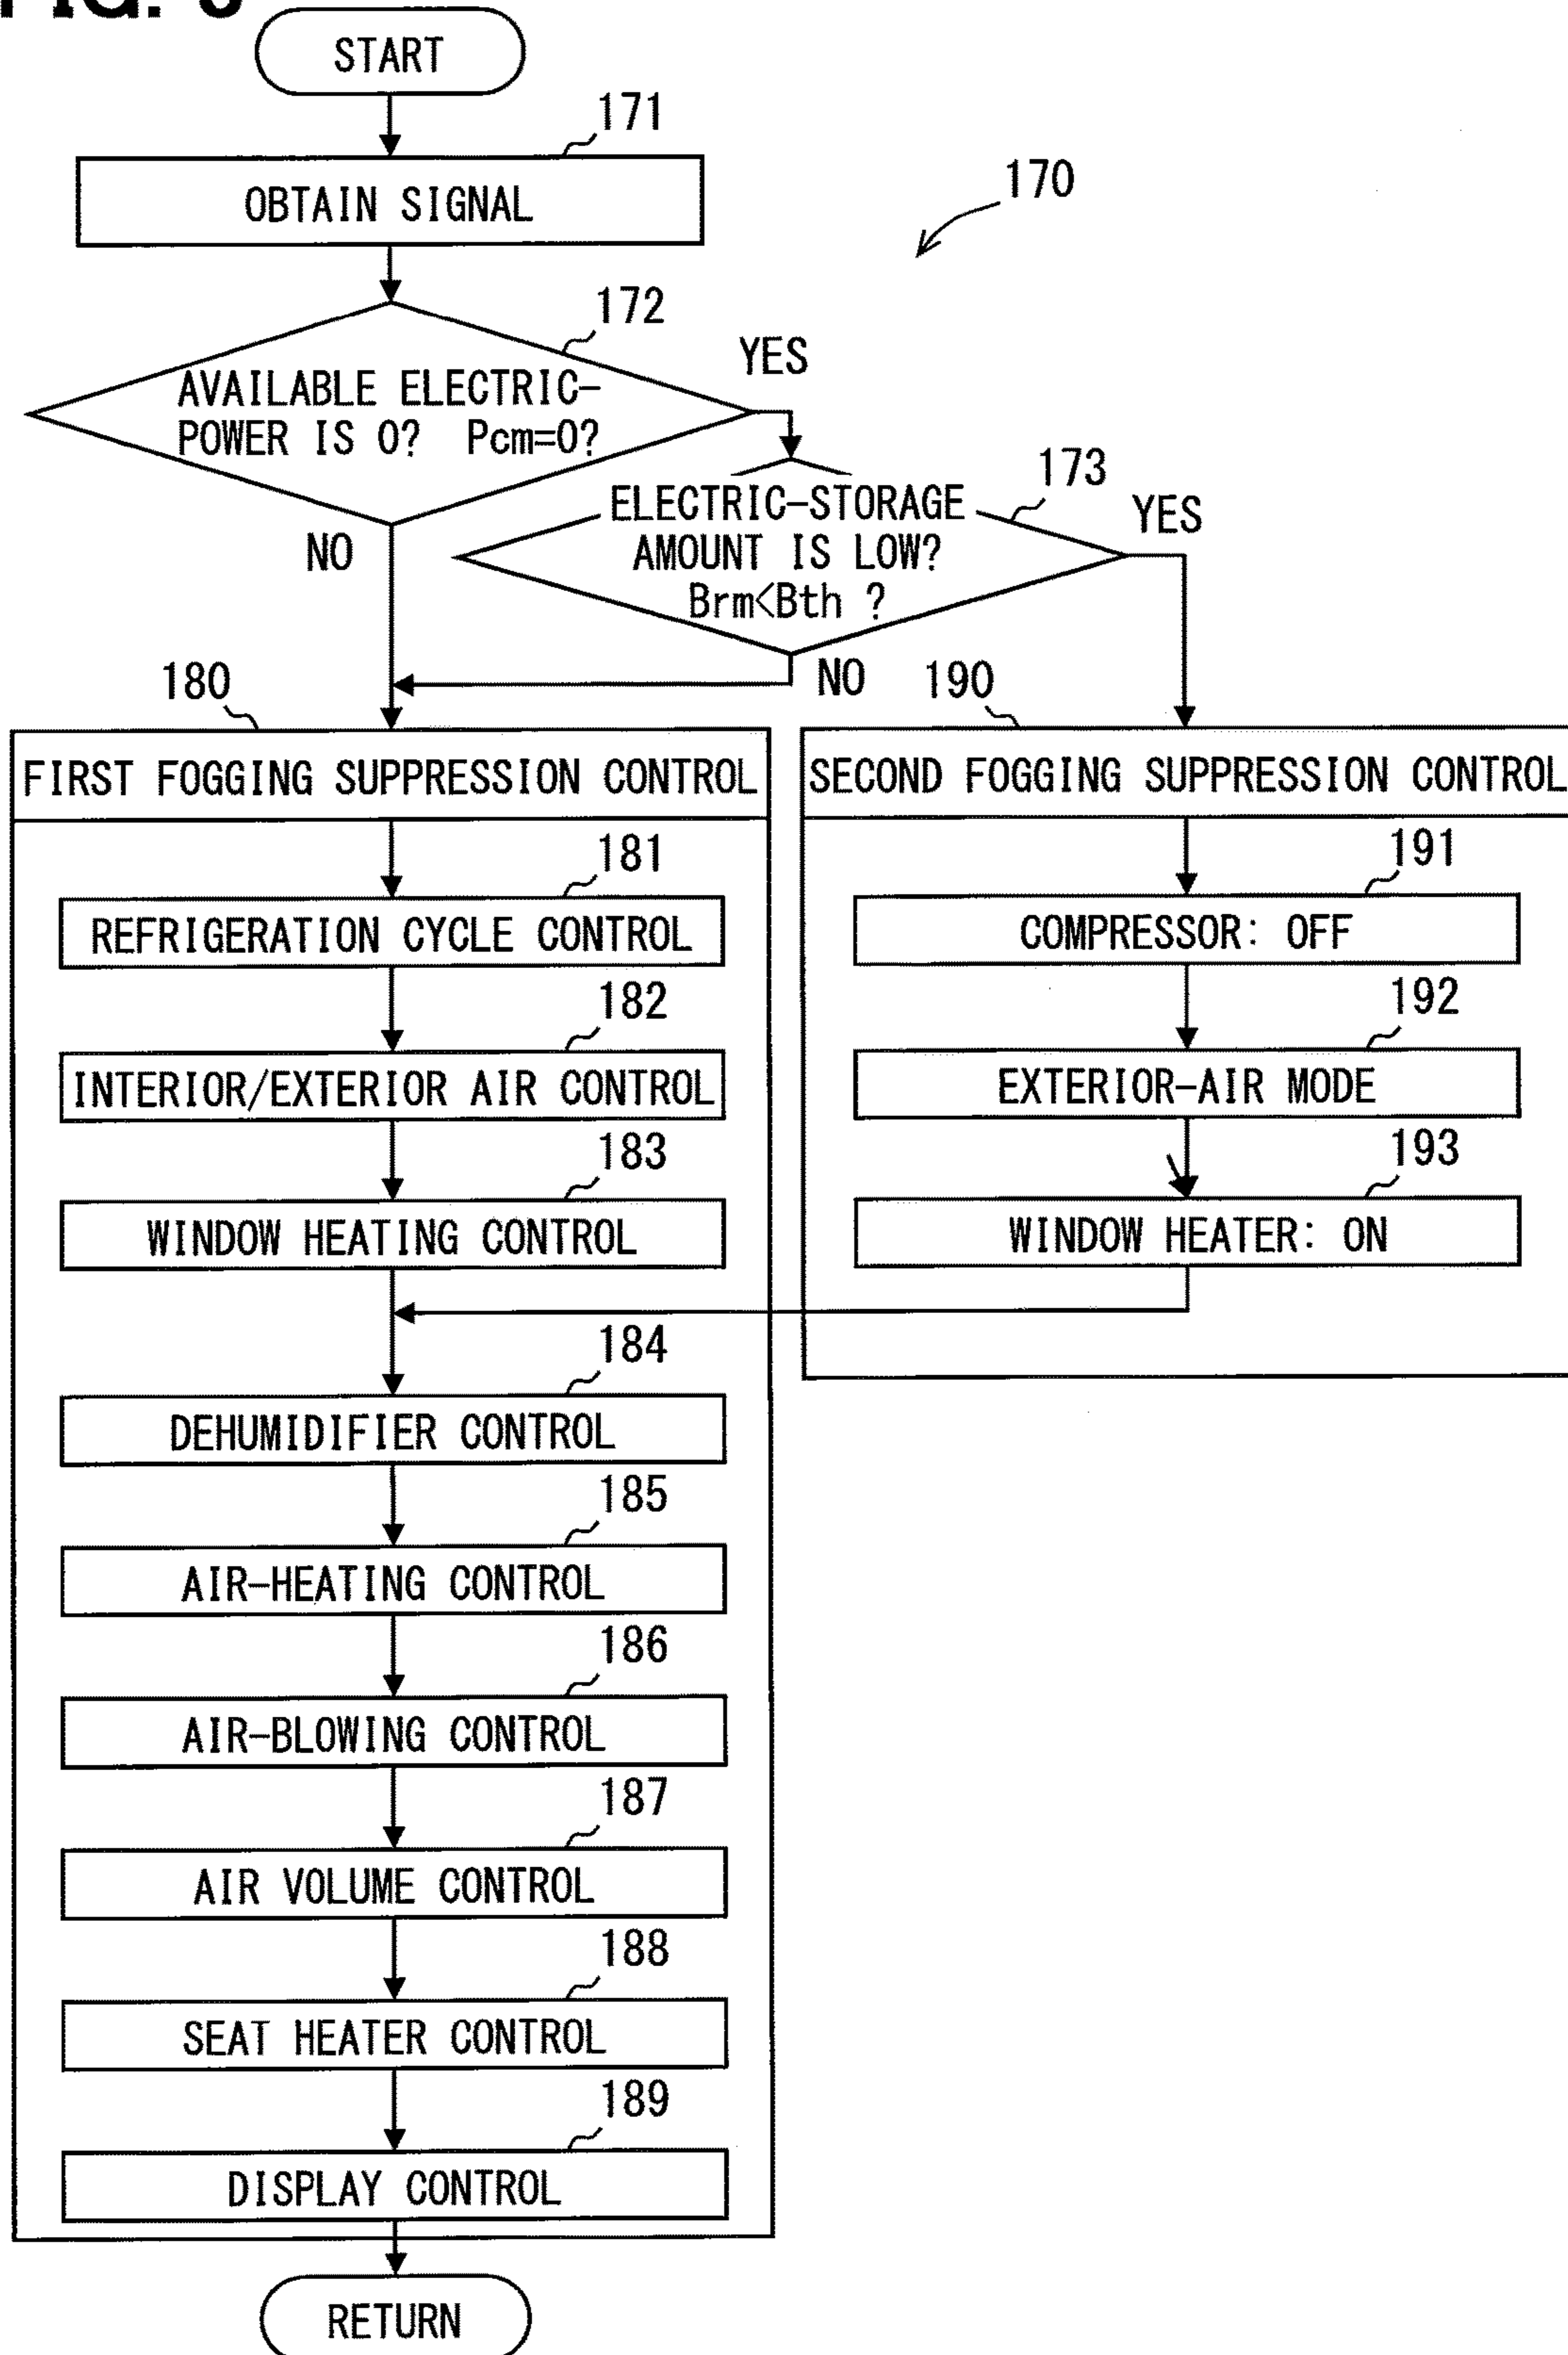 START
171
OBTAIN SIGNAL
170
172
AVAILABLE ELECTRIC-
POWER IS 0? Pcm=0?
YES
NO
173
ELECTRIC-STORAGE
AMOUNT IS LOW?
Brm<Bth ?
YES
NO
180
FIRST FOGGING SUPPRESSION CONTROL
181
REFRIGERATION CYCLE CONTROL
182
INTERIOR/EXTERIOR AIR CONTROL
183
WINDOW HEATING CONTROL
190
SECOND FOGGING SUPPRESSION CONTROL
191
COMPRESSOR: OFF
192
EXTERIOR-AIR MODE
193
WINDOW HEATER: ON
184
DEHUMIDIFIER CONTROL
185
AIR-HEATING CONTROL
186
AIR-BLOWING CONTROL
187
AIR VOLUME CONTROL
188
SEAT HEATER CONTROL
189
DISPLAY CONTROL
RETURN